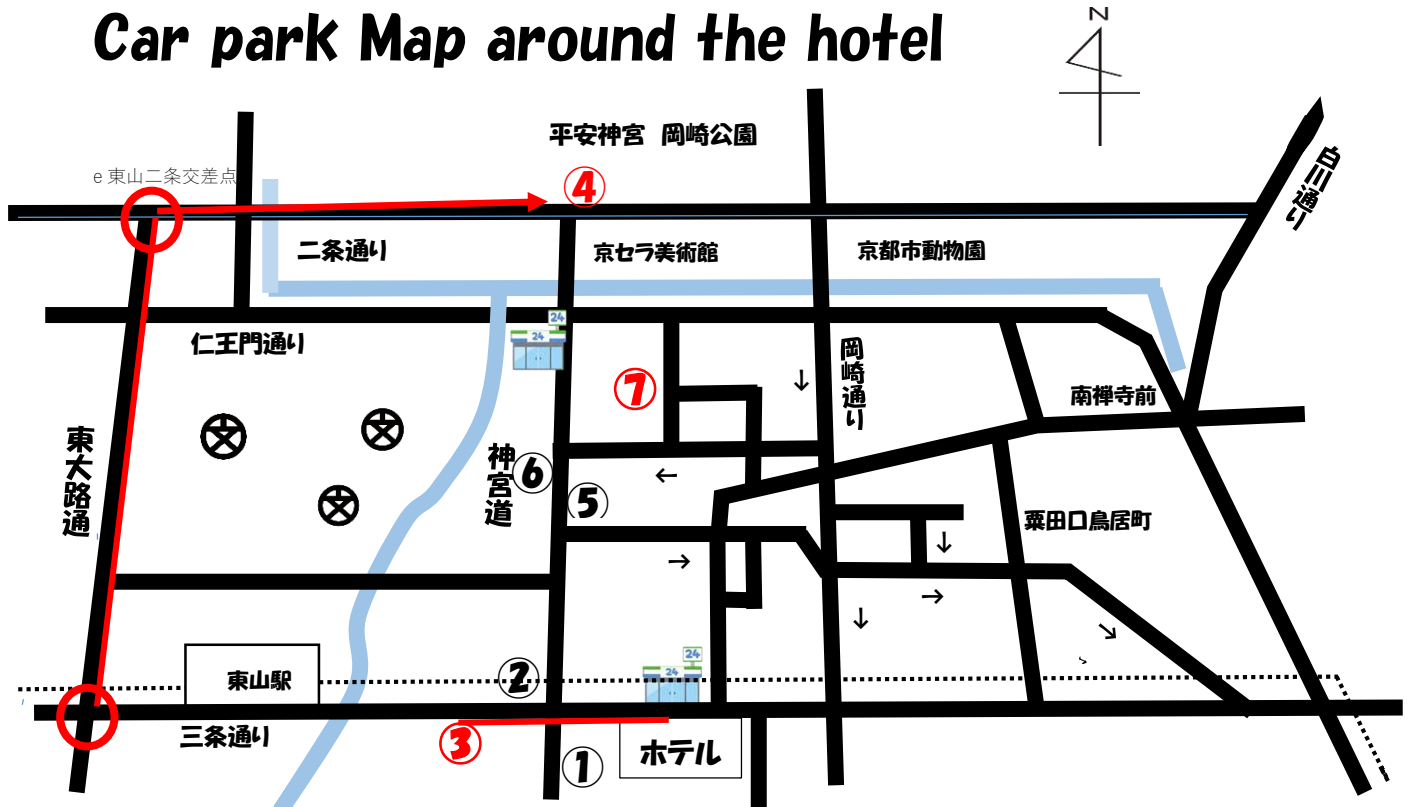 Car park Map around the hotel
N
平安神宮 岡崎公園
白川通り
e 東山二条交差点
④
二条通り
京セラ美術館
京都市動物園
24
24
仁王門通り
岡崎通り
⑦
南禅寺前
東大路通
神宮道
⑥
←
⑤
粟田口鳥居町
↓
→
↓
→
↓
↘
24
24
東山駅
②
三条通り
③
①
ホテル